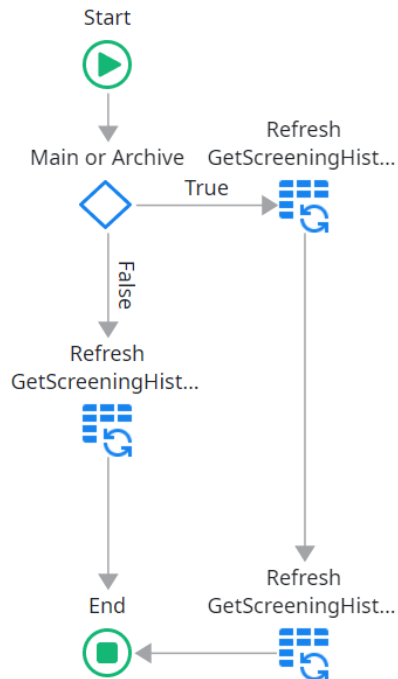 Start
Main or Archive
True
Refresh
GetScreeningHist...
False
Refresh
GetScreeningHist...
Refresh
GetScreeningHist...
End